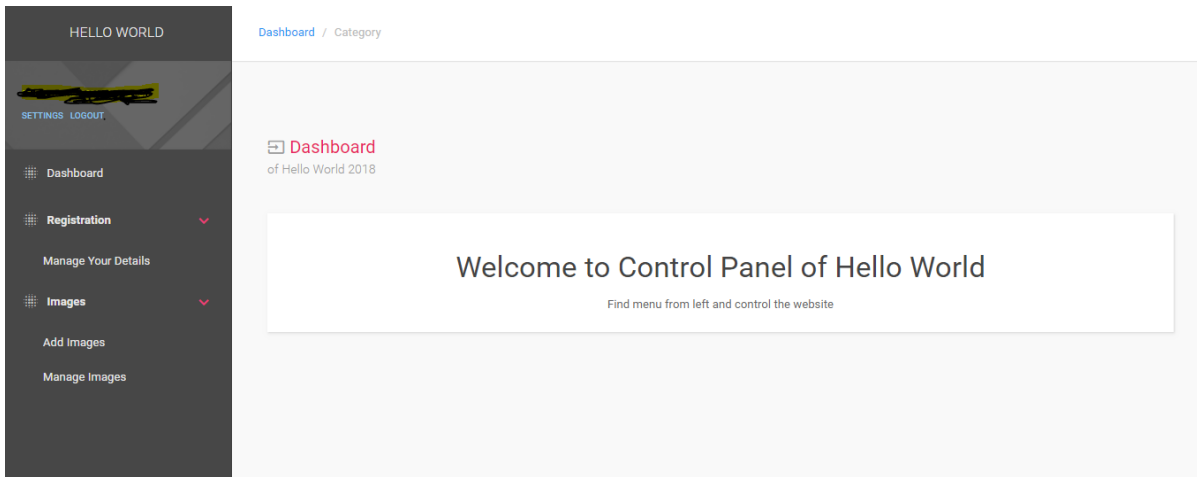 HELLO WORLD
Dashboard / Category
SETTINGS LOGOUT
Dashboard
of Hello World 2018
Dashboard
Registration
Manage Your Details
Images
Add Images
Manage Images
Welcome to Control Panel of Hello World
Find menu from left and control the website